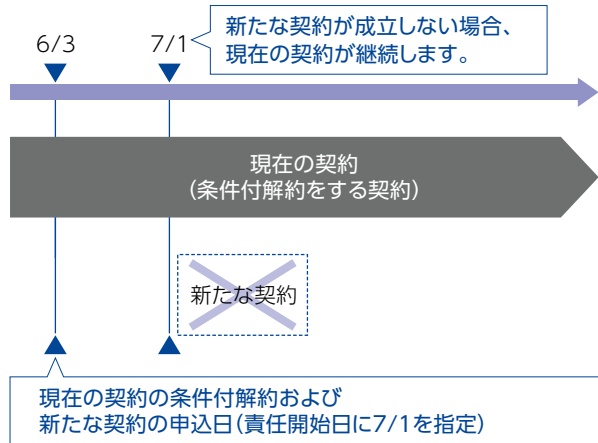 新たな契約が成立しない場合、
現在の契約が継続します。
6/3
7/1
現在の契約
(条件付解約をする契約)
新たな契約
現在の契約の条件付解約および
新たな契約の申込日(責任開始日に7/1を指定)